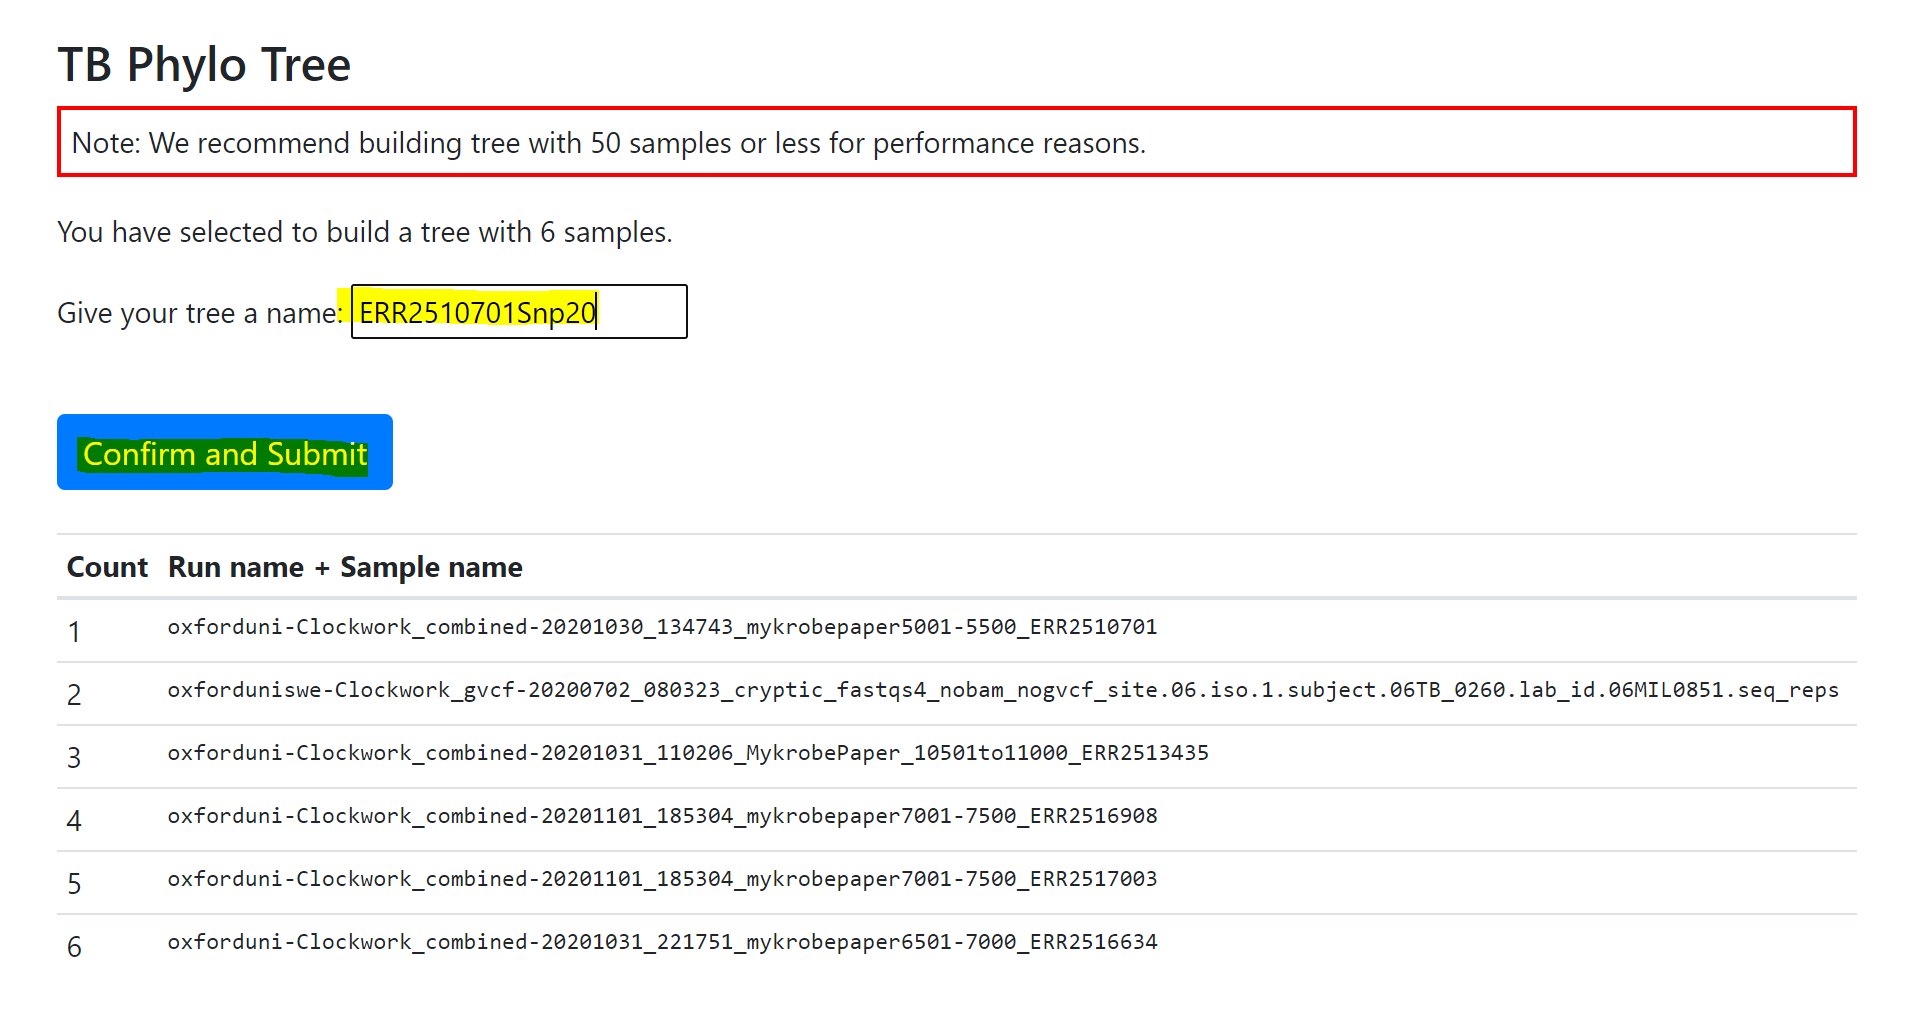 TB Phylo Tree
Note: We recommend building tree with 50 samples or less for performance reasons.
You have selected to build a tree with 6 samples.
Give your tree a name: ERR2510701Snp20
Confirm and Submit
Count Run name + Sample name
1 oxforduni-Clockwork_combined-20201030_134743_mykrobepaper5001-5500_ERR2510701
2 oxforduniswe-Clockwork_gvcf-20200702_080323_cryptic_fastqs4_nobam_nogvcf_site.06.iso.1.subject.06TB_0260.lab_id.06MIL0851.seq_reps
3 oxforduni-Clockwork_combined-20201031_110206_MykrobePaper_10501to11000_ERR2513435
4 oxforduni-Clockwork_combined-20201101_185304_mykrobepaper7001-7500_ERR2516908
5 oxforduni-Clockwork_combined-20201101_185304_mykrobepaper7001-7500_ERR2517003
6 oxforduni-Clockwork_combined-20201031_221751_mykrobepaper6501-7000_ERR2516634